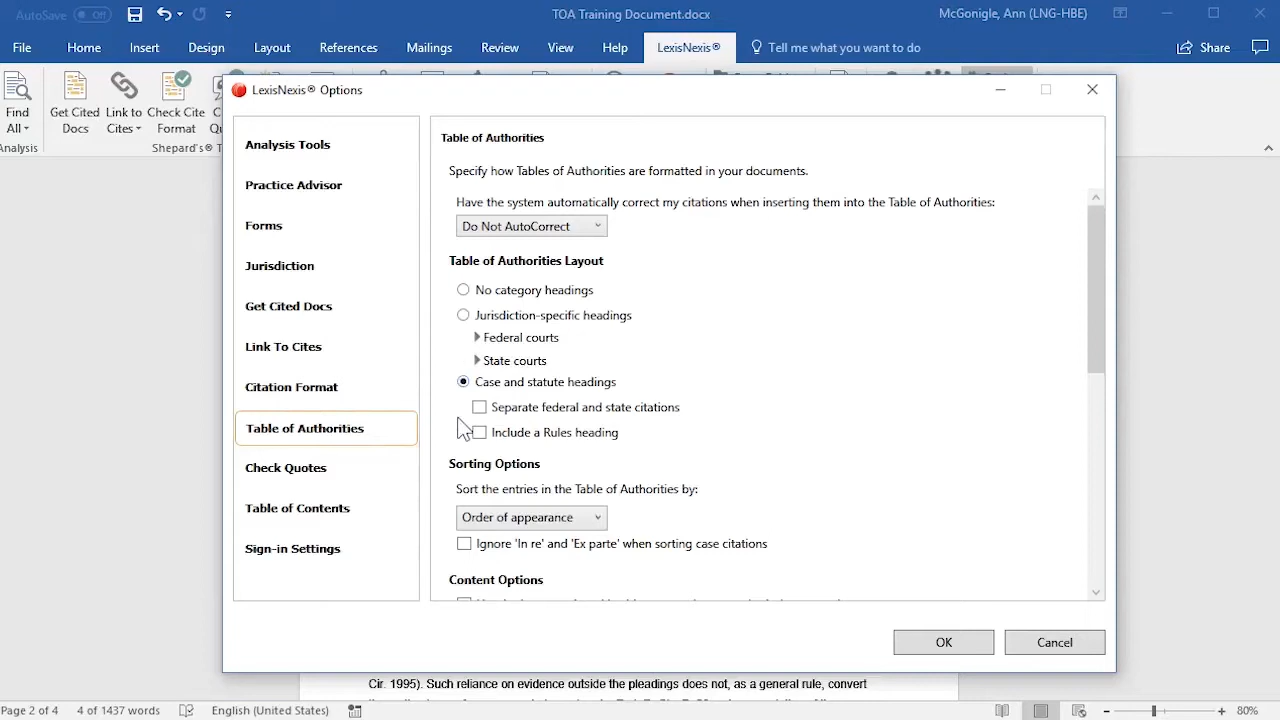 AutoSave Off TOA Training Document.docx McGonigle, Ann (LNG-HBE)
File Home Insert Design Layout References Mailings Review View Help LexisNexis® Tell me what you want to do Share
Find All Get Cited Docs Link to Cites Check Cite Format
Analysis Shepard's®
LexisNexis® Options
Analysis Tools
Practice Advisor
Forms
Jurisdiction
Get Cited Docs
Link To Cites
Citation Format
Table of Authorities
Check Quotes
Table of Contents
Sign-in Settings
Table of Authorities
Specify how Tables of Authorities are formatted in your documents.
Have the system automatically correct my citations when inserting them into the Table of Authorities:
Do Not AutoCorrect
Table of Authorities Layout
No category headings
Jurisdiction-specific headings
Federal courts
State courts
Case and statute headings
Separate federal and state citations
Include a Rules heading
Sorting Options
Sort the entries in the Table of Authorities by:
Order of appearance
Ignore 'In re' and 'Ex parte' when sorting case citations
Content Options
OK Cancel
Cir. 1995). Such reliance on evidence outside the pleadings does not, as a general rule, convert
Page 2 of 4 4 of 1437 words English (United States) 80%